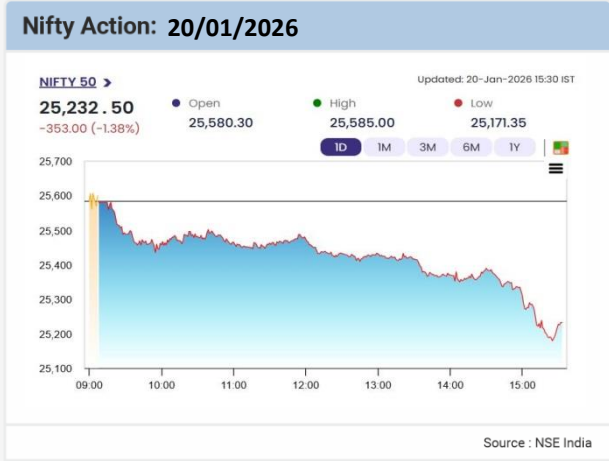 Nifty Action: 20/01/2026
NIFTY 50 >
Updated: 20-Jan-2026 15:30 IST
25,232.50
-353.00 (-1.38%)
Open
25,580.30
High
25,585.00
Low
25,171.35
1D 1M 3M 6M 1Y
25,700
25,600
25,500
25,400
25,300
25,200
25,100
09:00 10:00 11:00 12:00 13:00 14:00 15:00
Source : NSE India